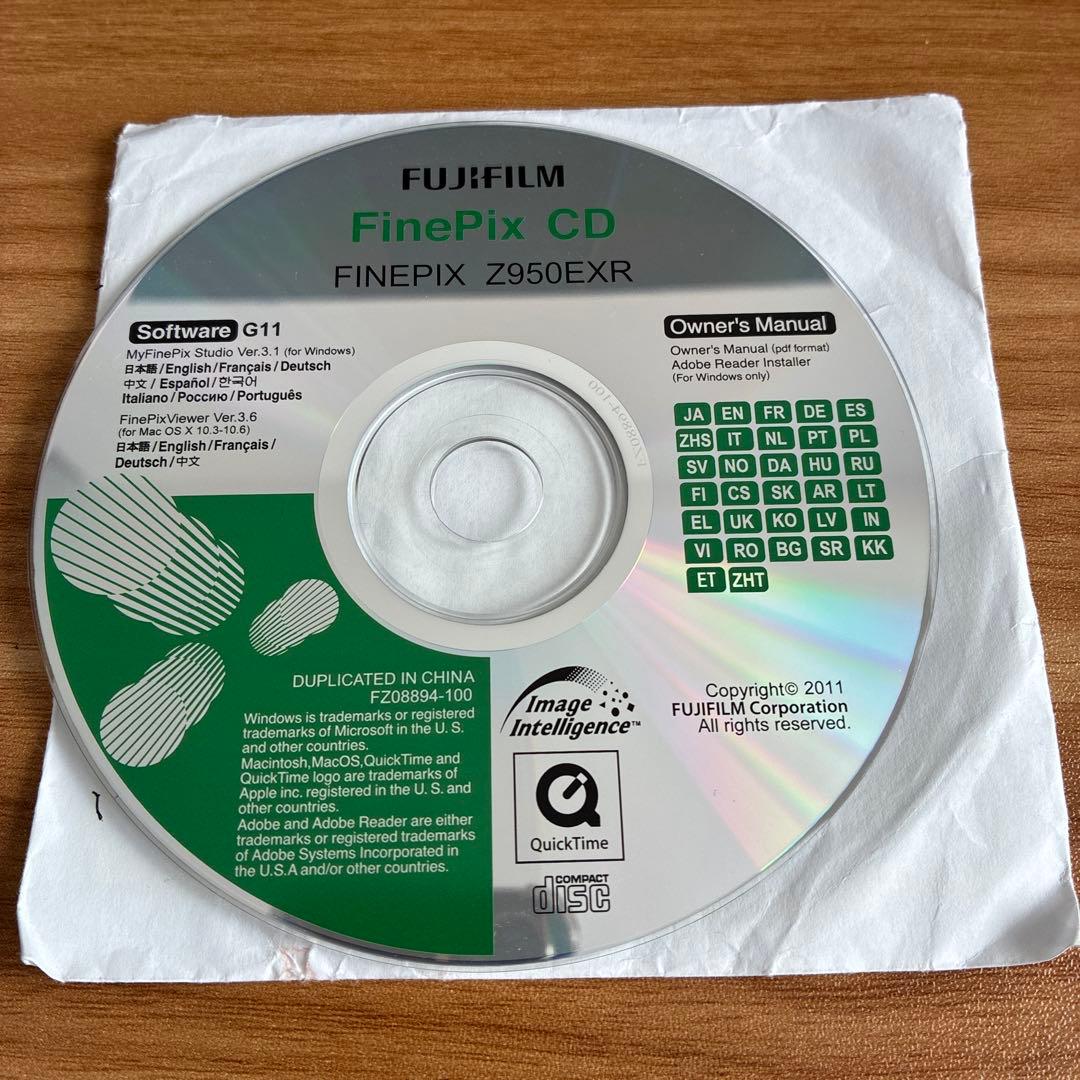 FUJIFILM
FinePix CD
FINEPIX Z950EXR
Software G11
MyFinePix Studio Ver.3.1 (for Windows)
日本語/English/Français/Deutsch
中文/Español/한국어
Italiano/Россию/Português
FinePixViewer Ver.3.6
(for Mac OS X 10.3-10.6)
日本語/English/Français/
Deutsch/中文
Owner's Manual
Owner's Manual (pdf format)
Adobe Reader Installer
(For Windows only)
JA EN FR DE ES
ZHS IT NL PT PL
SV NO DA HU RU
FI CS SK AR LT
EL UK KO LV IN
VI RO BG SR KK
ET ZHT
FZ08894-100
DUPLICATED IN CHINA
FZ08894-100
Windows is trademarks or registered
trademarks of Microsoft in the U. S.
and other countries.
Macintosh,MacOS,QuickTime and
QuickTime logo are trademarks of
Apple inc. registered in the U. S. and
other countries.
Adobe and Adobe Reader are either
trademarks or registered trademarks
of Adobe Systems Incorporated in
the U.S.A and/or other countries.
Image
Intelligence™
QuickTime
COMPACT
disc
Copyright© 2011
FUJIFILM Corporation
All rights reserved.